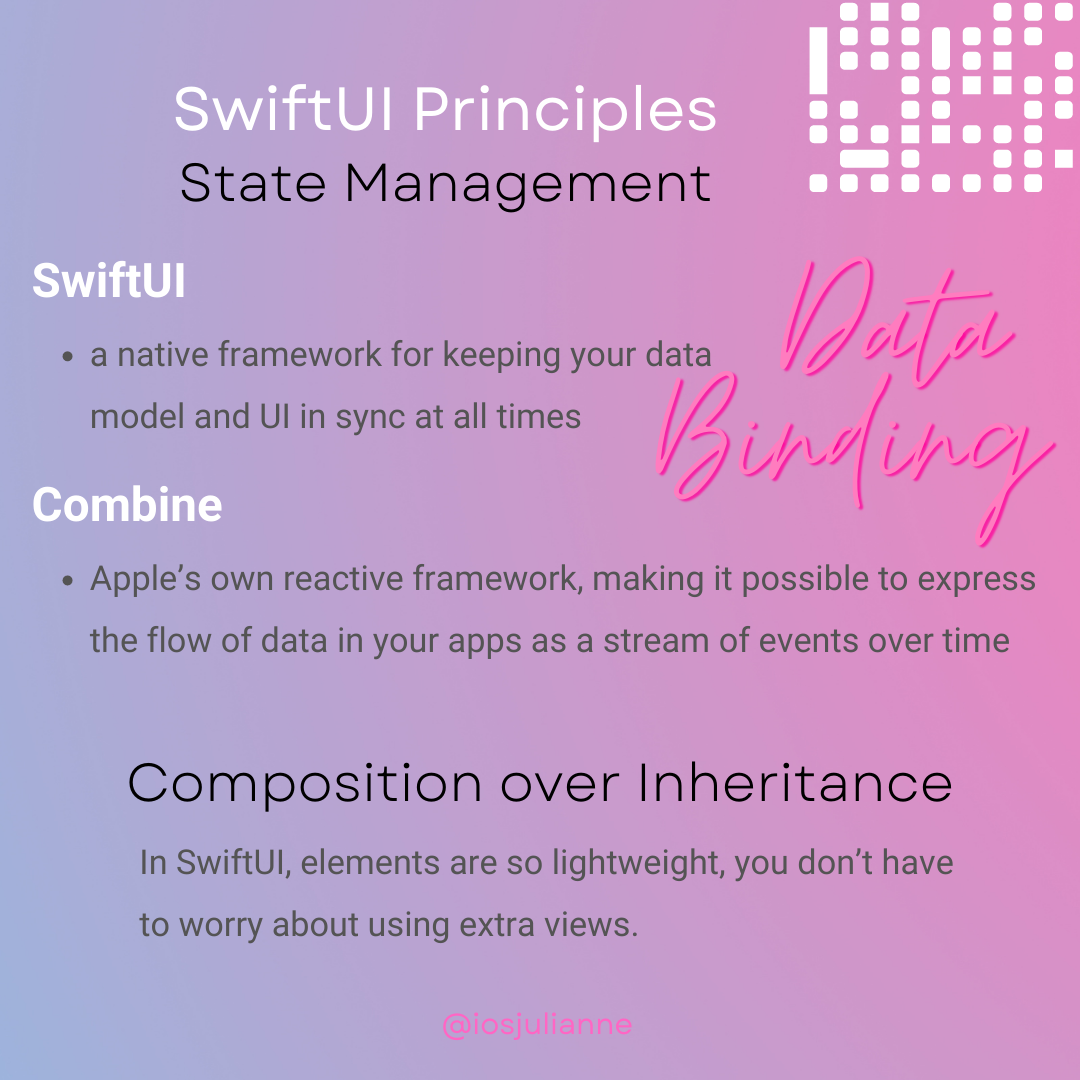 SwiftUI Principles
State Management
SwiftUI
• a native framework for keeping your data
model and UI in sync at all times
Data
Binding
Combine
• Apple’s own reactive framework, making it possible to express
the flow of data in your apps as a stream of events over time
Composition over Inheritance
In SwiftUI, elements are so lightweight, you don’t have
to worry about using extra views.
@iosjulianne